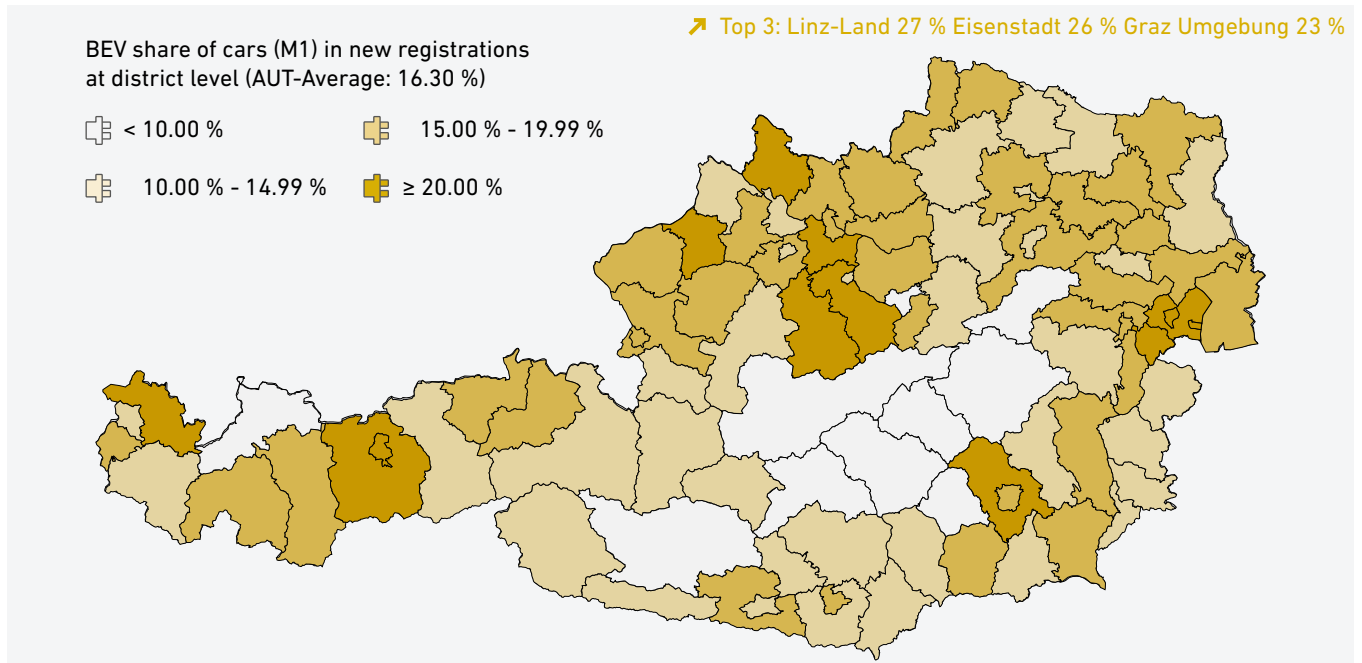 Top 3: Linz-Land 27 % Eisenstadt 26 % Graz Umgebung 23 %
BEV share of cars (M1) in new registrations
at district level (AUT-Average: 16.30 %)
< 10.00 %
15.00 % - 19.99 %
10.00 % - 14.99 %
≥ 20.00 %